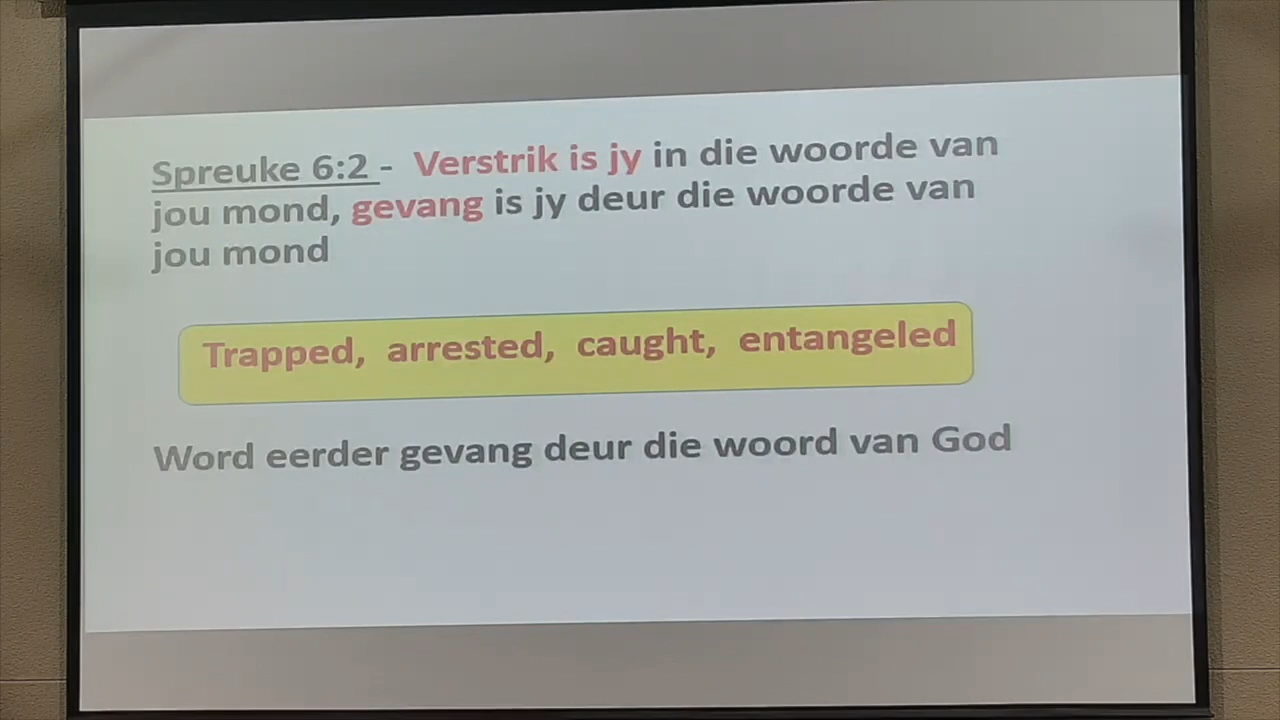 Spreuke 6:2 - Verstrik is jy in die woorde van
jou mond, gevang is jy deur die woorde van
jou mond
Trapped, arrested, caught, entangeled
Word eerder gevang deur die woord van God